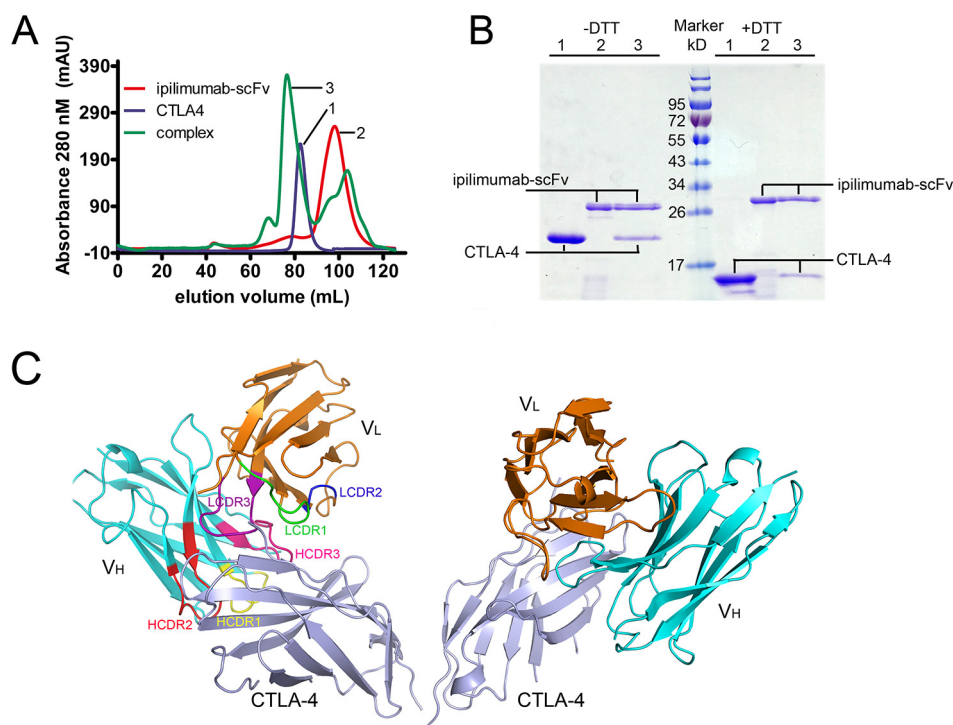 A
Absorbance 280 nM (mAU)
390
290
190
90
-10
0
20
40
60
80
100
120
elution volume (mL)
ipilimumab-scFv
CTLA4
complex
3
1
2
B
-DTT
Marker
+DTT
1 2 3
kD
1 2 3
95
72
55
43
34
26
17
ipilimumab-scFv
CTLA-4
ipilimumab-scFv
CTLA-4
C
VL
LCDR3
LCDR2
LCDR1
HCDR3
VH
HCDR2
HCDR1
CTLA-4
VL
VH
CTLA-4